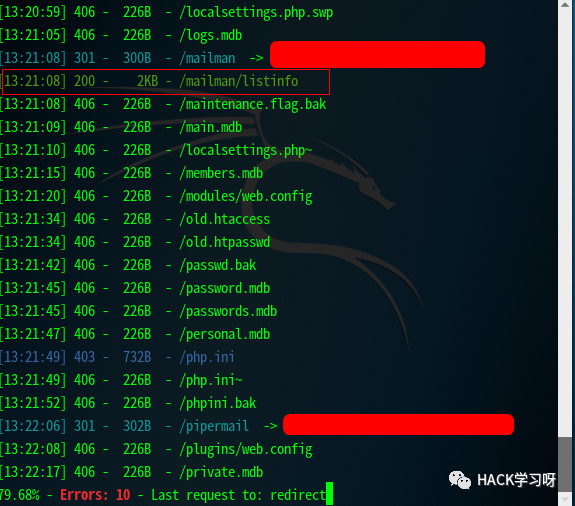 [13:20:59] 406 -  226B  - /localsettings.php.swp
[13:21:05] 406 -  226B  - /logs.mdb
[13:21:08] 301 -  300B  - /mailman  ->
[13:21:08] 200 -    2KB - /mailman/listinfo
[13:21:08] 406 -  226B  - /maintenance.flag.bak
[13:21:09] 406 -  226B  - /main.mdb
[13:21:10] 406 -  226B  - /localsettings.php~
[13:21:15] 406 -  226B  - /members.mdb
[13:21:20] 406 -  226B  - /modules/web.config
[13:21:34] 406 -  226B  - /old.htaccess
[13:21:34] 406 -  226B  - /old.htpasswd
[13:21:42] 406 -  226B  - /passwd.bak
[13:21:45] 406 -  226B  - /password.mdb
[13:21:45] 406 -  226B  - /passwords.mdb
[13:21:47] 406 -  226B  - /personal.mdb
[13:21:49] 403 -  732B  - /php.ini
[13:21:49] 406 -  226B  - /php.ini~
[13:21:52] 406 -  226B  - /phpini.bak
[13:22:06] 301 -  302B  - /pipermail  ->
[13:22:08] 406 -  226B  - /plugins/web.config
[13:22:17] 406 -  226B  - /private.mdb
79.68% - Errors: 10 - Last request to: redirect
HACK学习呀